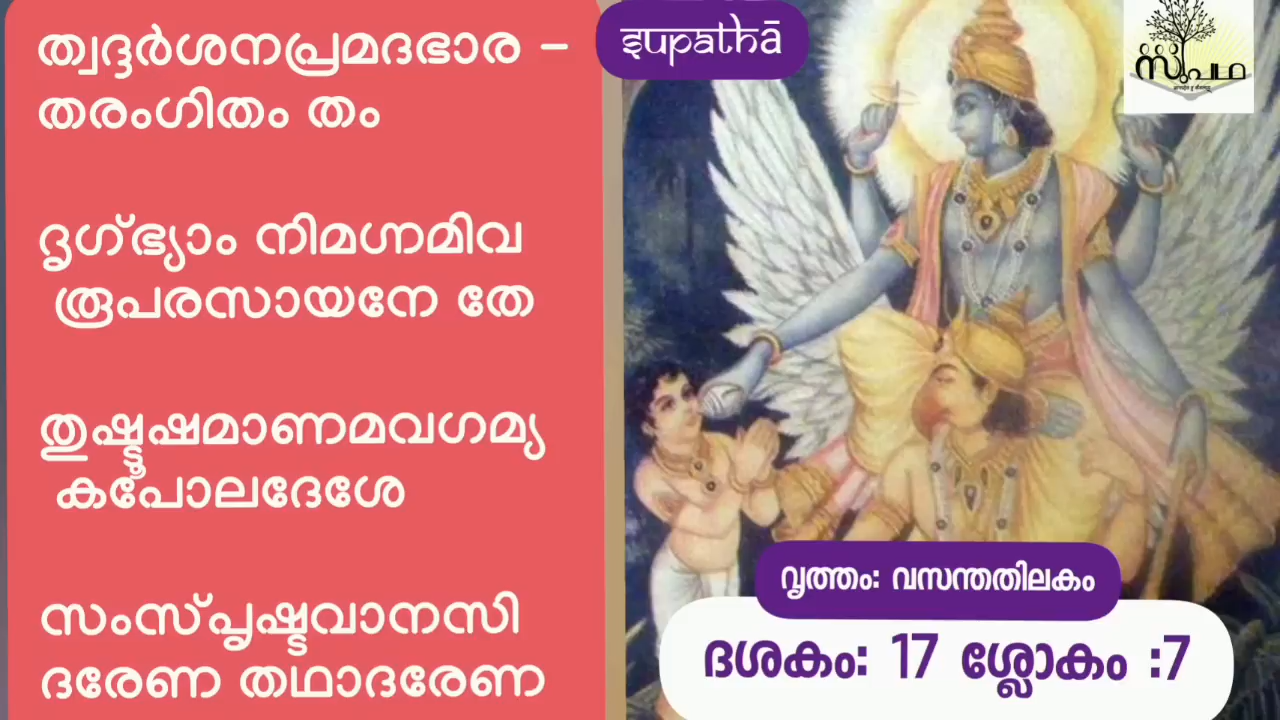 ത്വദ്ദർശനപ്രമദഭാര –
തരംഗിതം തം
ദൃഗ്ഭ്യാം നിമഗ്നമിവ
രൂപരസായനേ തേ
തുഷ്ടൂഷമാണമവഗമ്യ
കപോലദേശേ
സംസ്പൃഷ്ടവാനസി
ദരേണ തഥാദരേണ
supathā
സുപഥ
വൃത്തം: വസന്തതിലകം
ദശകം: 17 ശ്ലോകം :7